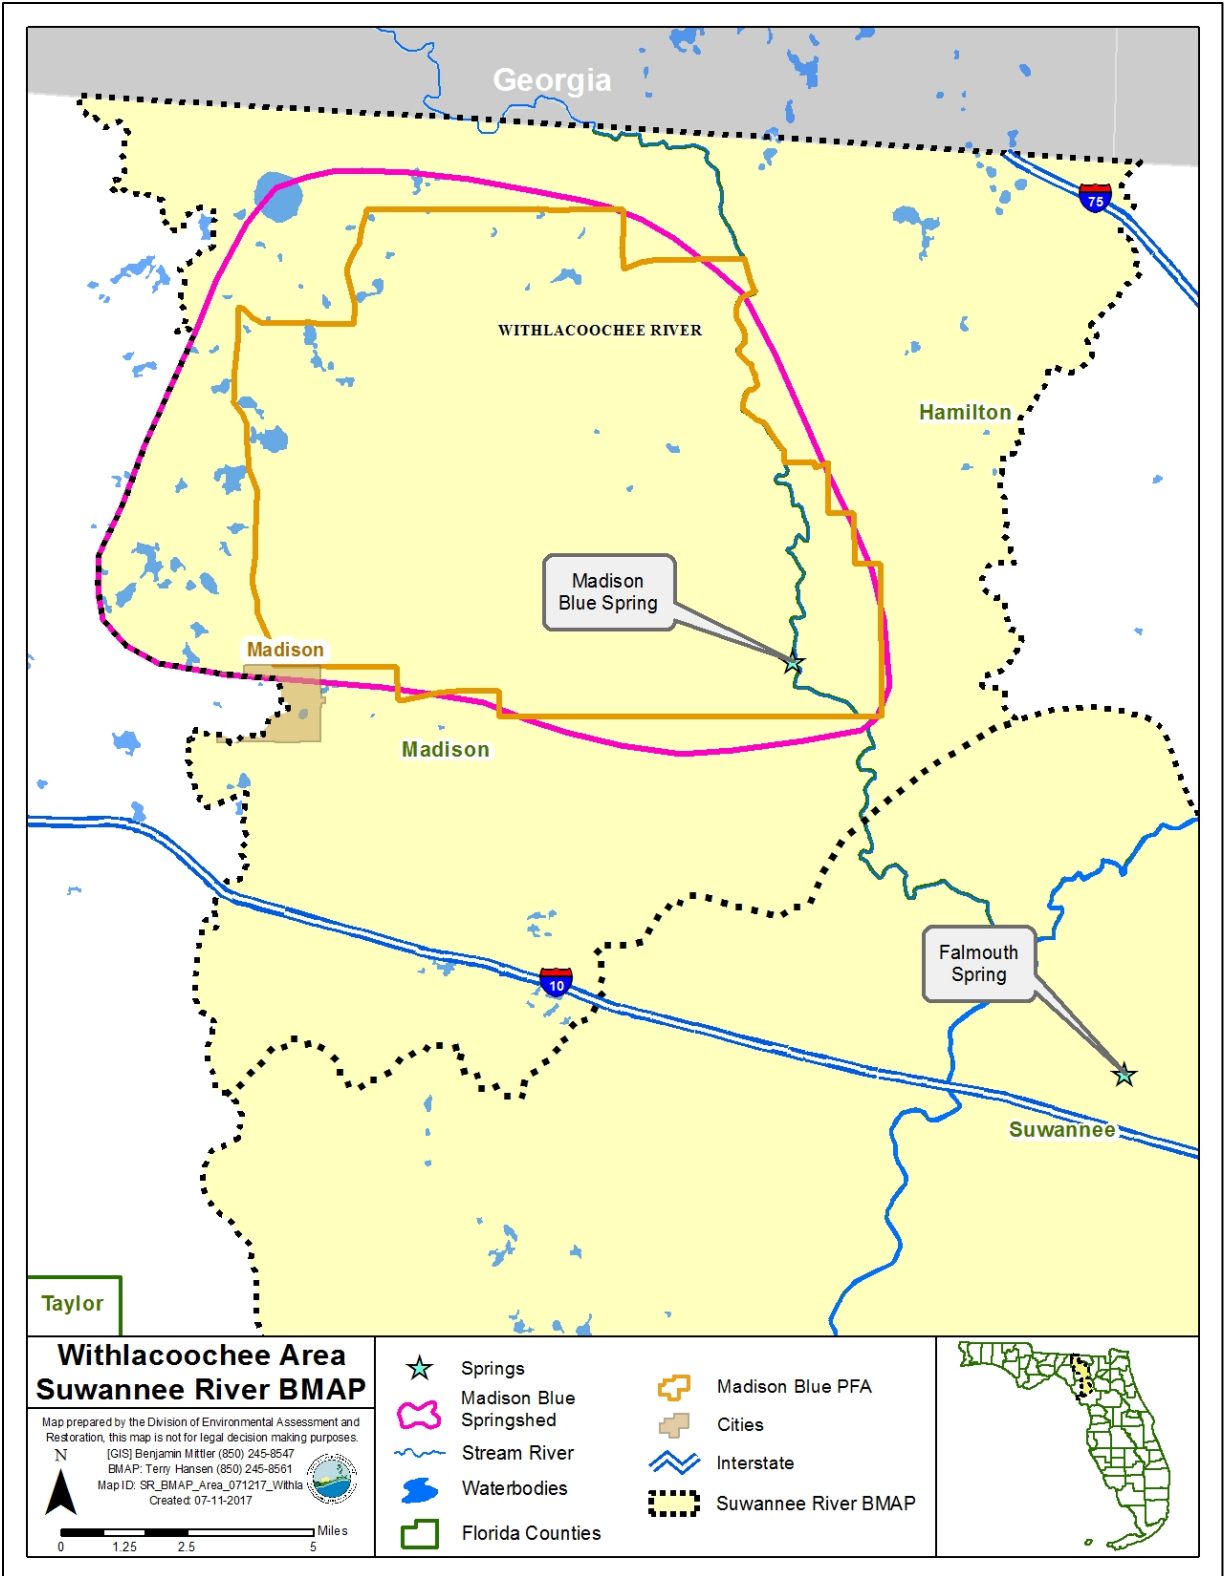 Georgia
75
WITHLACOOCHEE RIVER
Hamilton
Madison
Blue Spring
Madison
Madison
Falmouth
Spring
10
Suwannee
Taylor
Withlacoochee Area
Suwannee River BMAP
Map prepared by the Division of Environmental Assessment and
Restoration, this map is not for legal decision making purposes.
[GIS] Benjamin Mittler (850) 245-8547
BMAP: Terry Hansen (850) 245-8561
Map ID: SR_BMAP_Area_071217_Withla
Created: 07-11-2017
N
Miles
0 1.25 2.5 5
Springs
Madison Blue
Springshed
Stream River
Waterbodies
Florida Counties
Madison Blue PFA
Cities
Interstate
Suwannee River BMAP